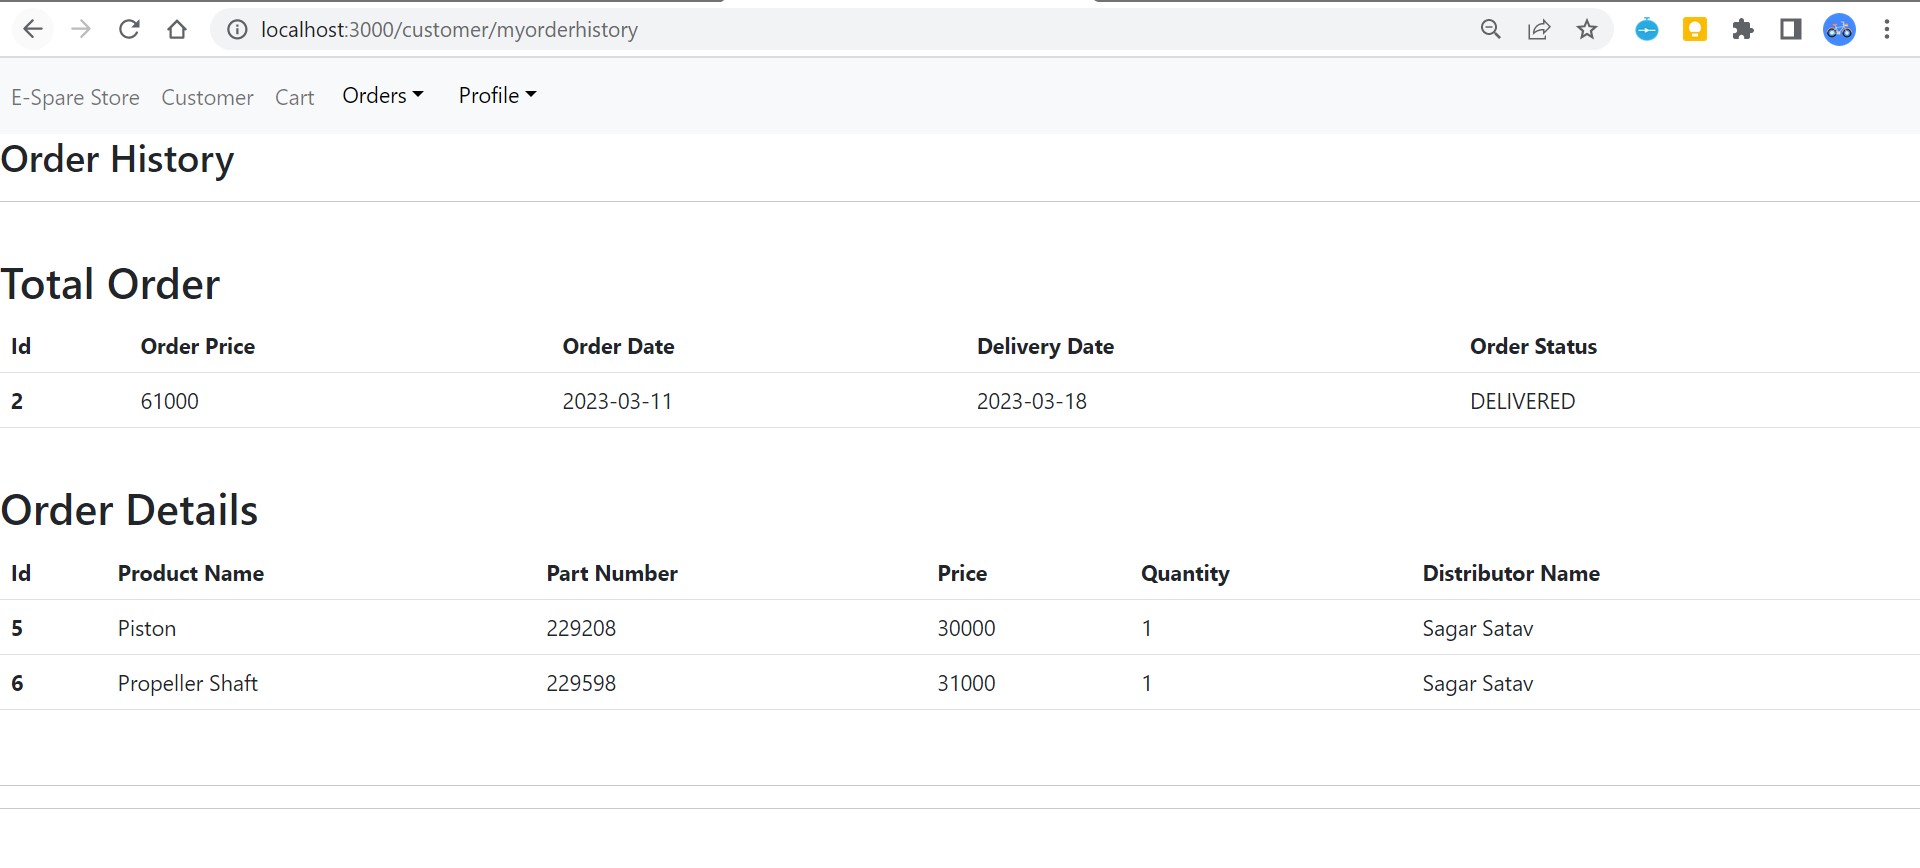 localhost:3000/customer/myorderhistory
E-Spare Store Customer Cart Orders Profile
Order History
Total Order
Id Order Price Order Date Delivery Date Order Status
2 61000 2023-03-11 2023-03-18 DELIVERED
Order Details
Id Product Name Part Number Price Quantity Distributor Name
5 Piston 229208 30000 1 Sagar Satav
6 Propeller Shaft 229598 31000 1 Sagar Satav